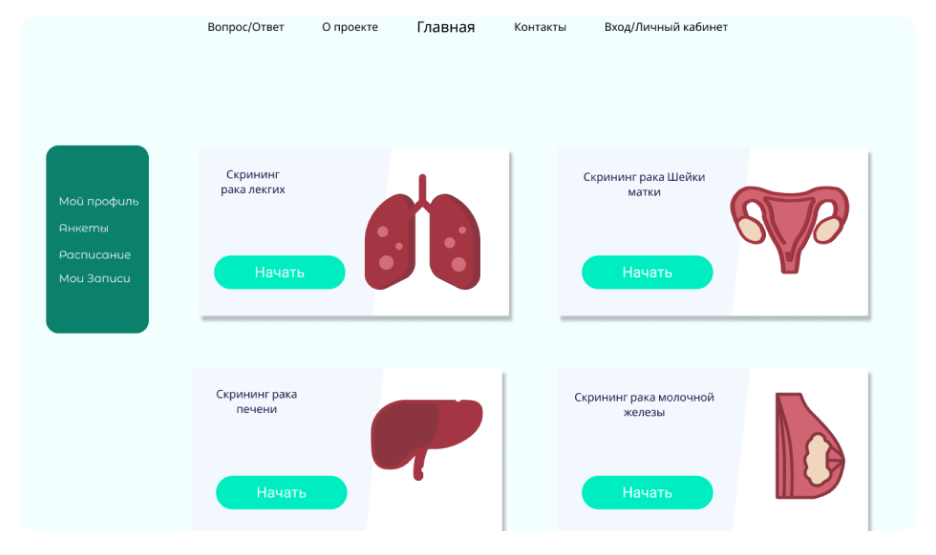 Вопрос/Ответ О проекте Главная Контакты Вход/Личный кабинет
Мой профиль
Анкеты
Расписание
Мои Записи
Скрининг
рака лекгих
Начать
Скрининг рака Шейки
матки
Начать
Скрининг рака
печени
Начать
Скрининг рака молочной
железы
Начать